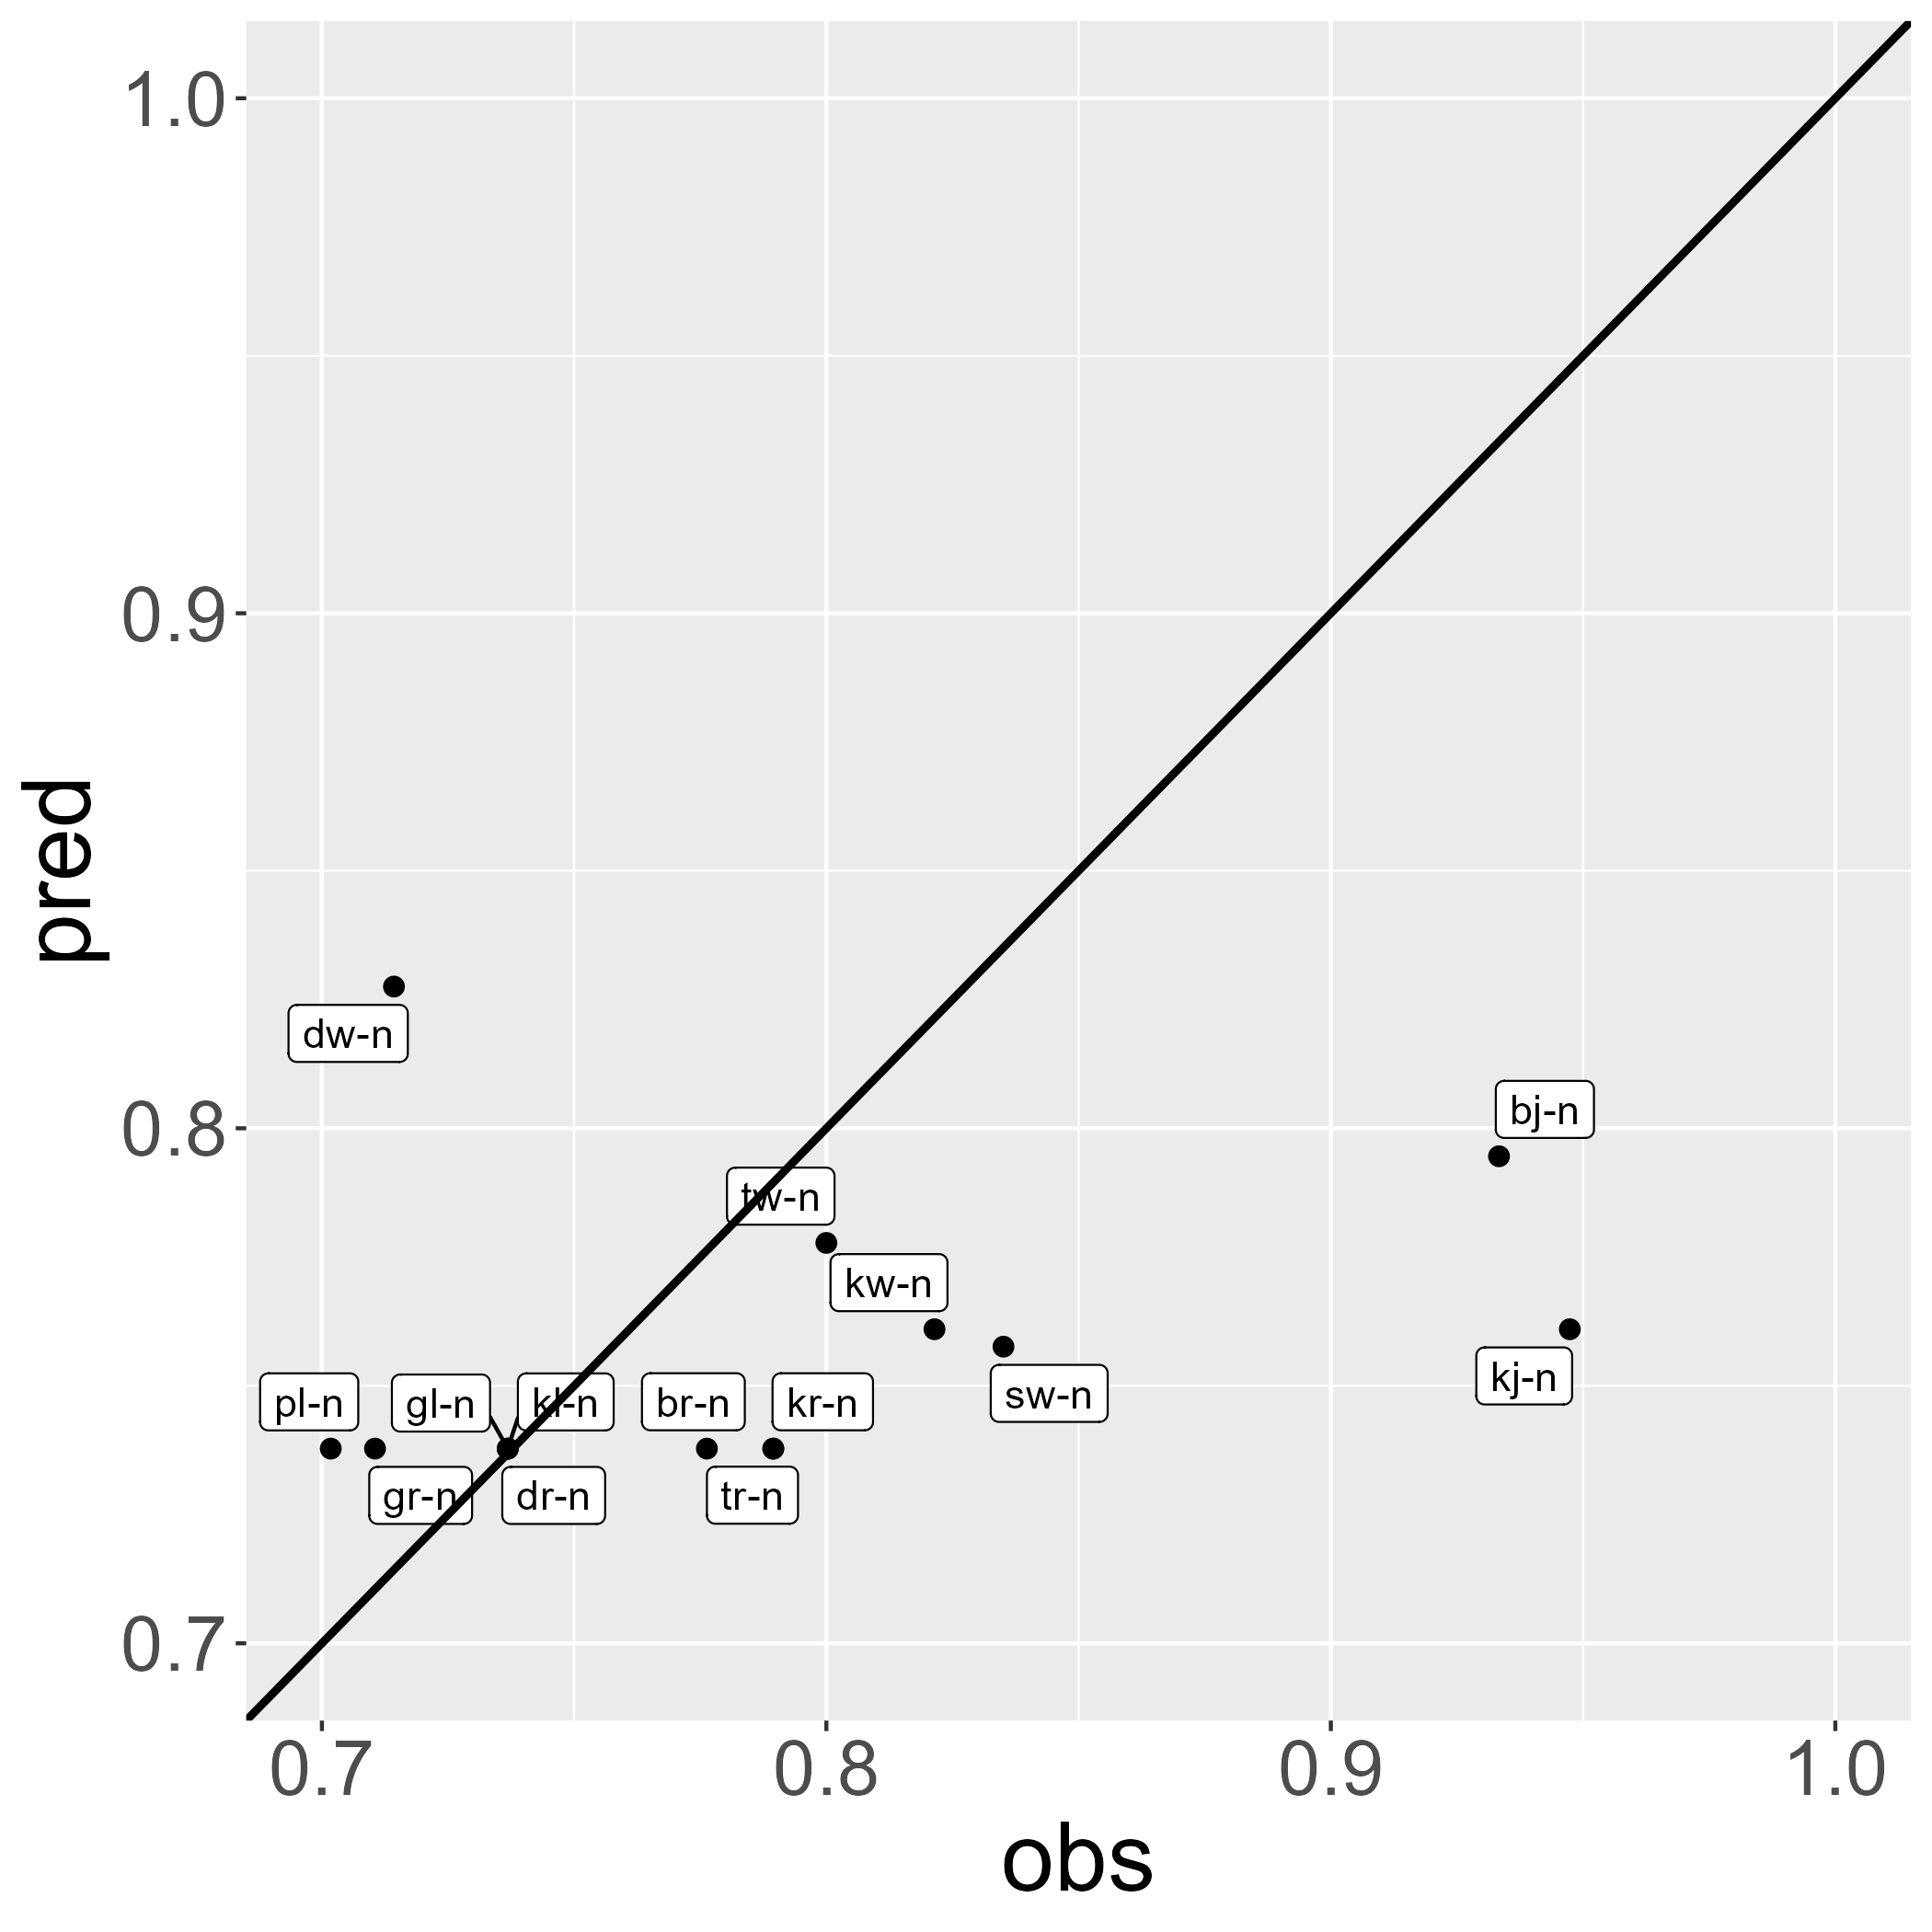 1.0
0.9
0.8
0.7
pred
dw-n
bj-n
tw-n
kw-n
sw-n
kj-n
pl-n
gl-n
kl-n
br-n
kr-n
gr-n
dr-n
tr-n
0.7 0.8 0.9 1.0
obs